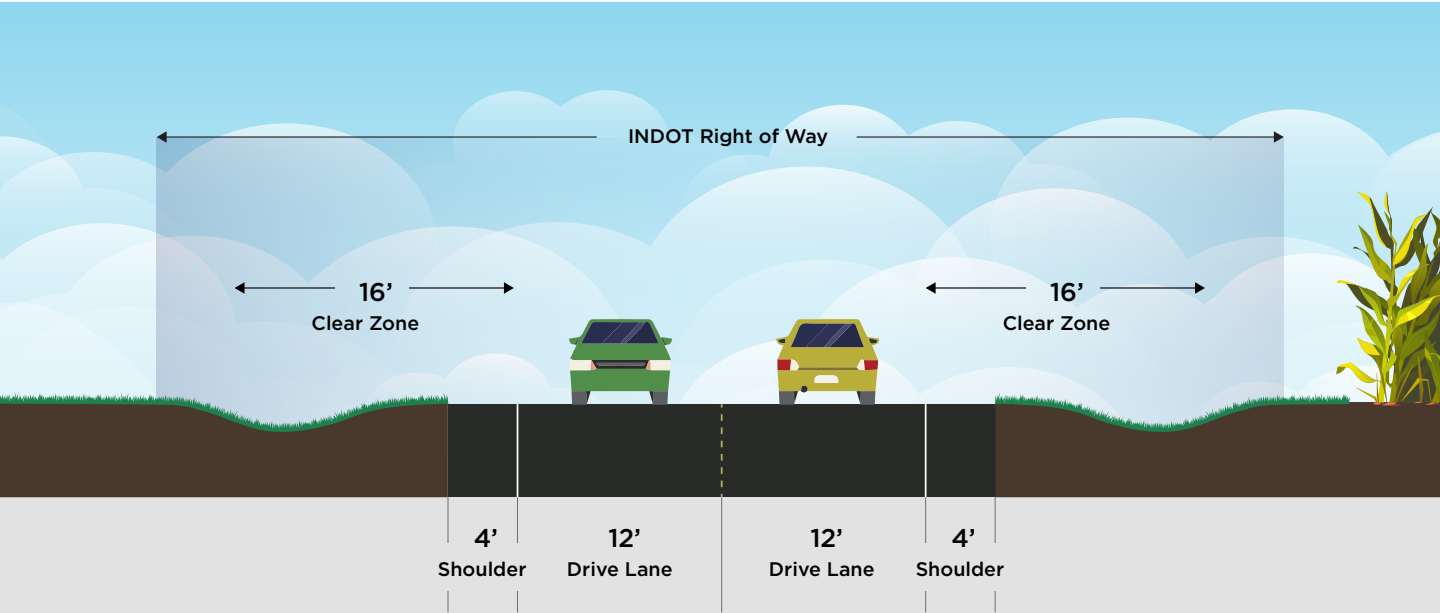 INDOT Right of Way
16’
Clear Zone
16’
Clear Zone
4’
Shoulder
12’
Drive Lane
12’
Drive Lane
4’
Shoulder